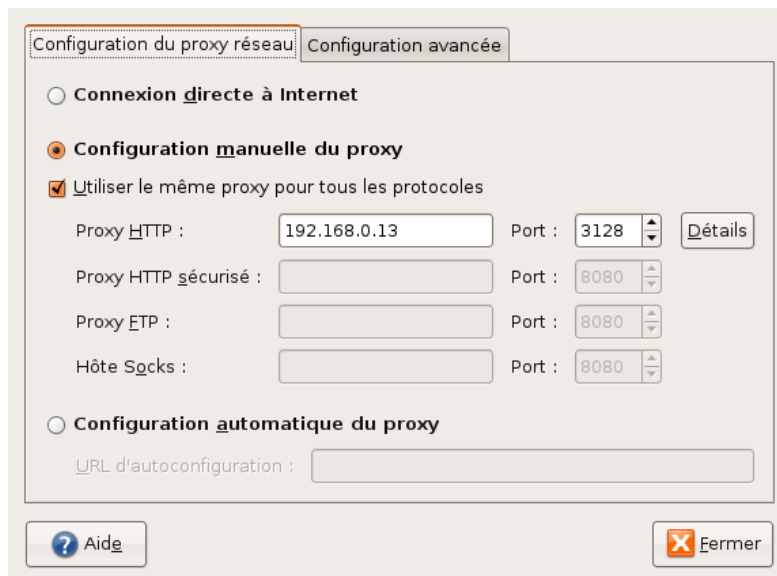 Configuration du proxy réseau Configuration avancée
Connexion directe à Internet
Configuration manuelle du proxy
Utiliser le même proxy pour tous les protocoles
Proxy HTTP : 192.168.0.13 Port : 3128 Détails
Proxy HTTP sécurisé : Port : 8080
Proxy FTP : Port : 8080
Hôte Socks : Port : 8080
Configuration automatique du proxy
URL d'autoconfiguration :
Aide Fermer